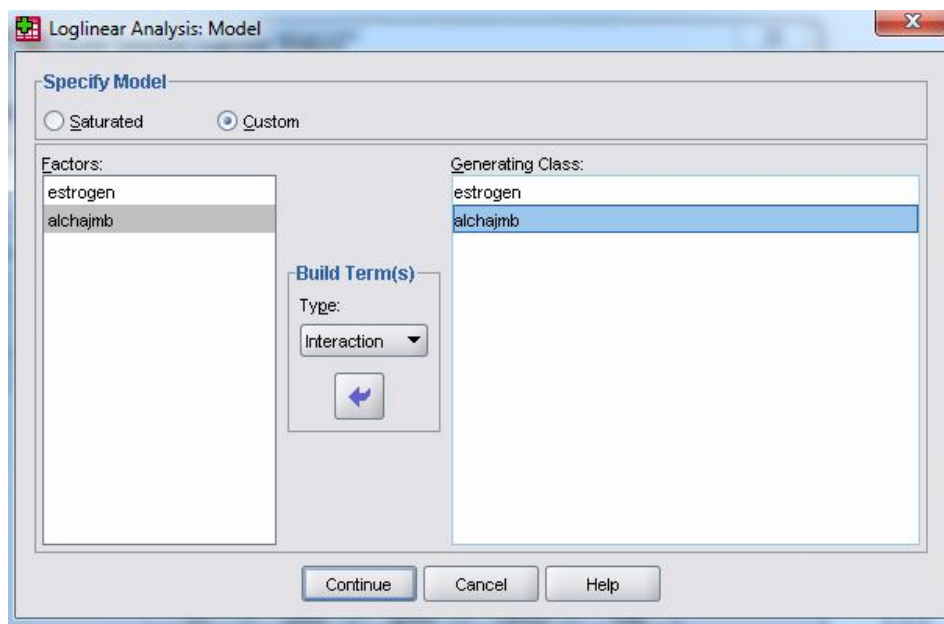 Loglinear Analysis: Model
Specify Model
Saturated Custom
Factors: Generating Class:
estrogen estrogen
alchajmb alchajmb
Build Term(s)
Type:
Interaction
Continue Cancel Help